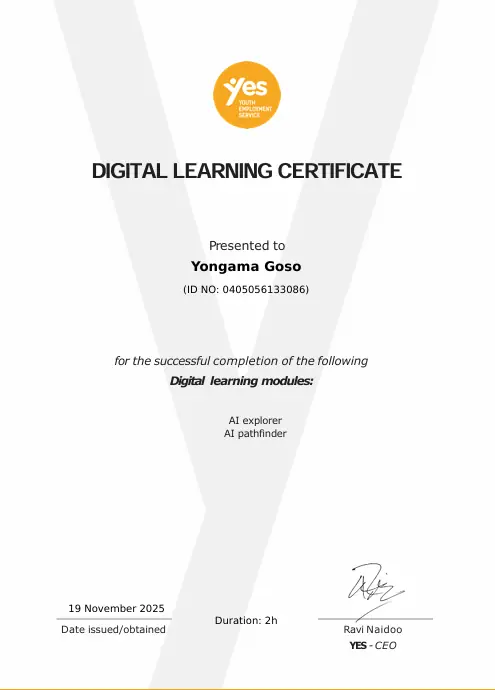 yes
YOUTH
EMPLOYMENT
SERVICE
DIGITAL LEARNING CERTIFICATE
Presented to
Yongama Goso
(ID NO: 0405056133086)
for the successful completion of the following
Digital learning modules:
AI explorer
AI pathfinder
19 November 2025
Date issued/obtained
Duration: 2h
Ravi Naidoo
YES - CEO